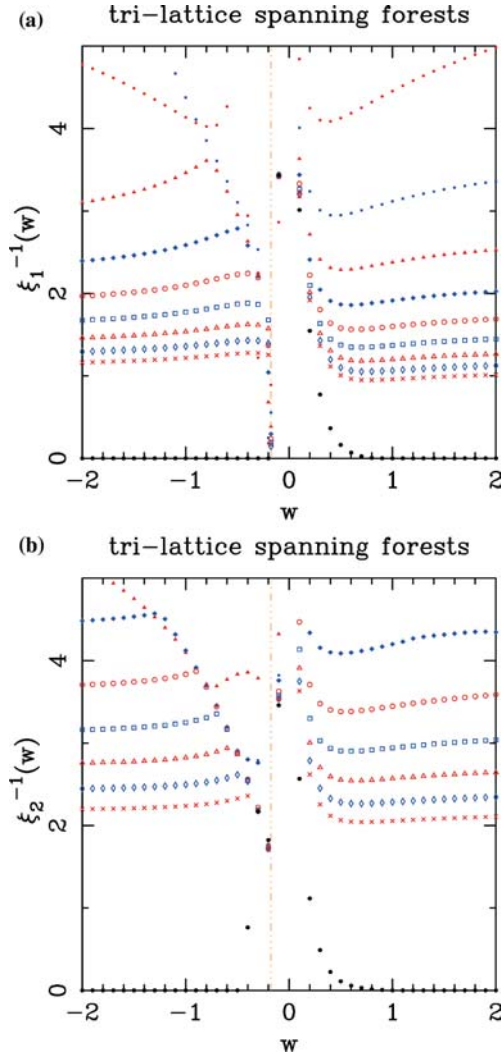 (a) tri-lattice spanning forests
4
2
0
ξ₁⁻¹(w)
−2 −1 0 1 2
w
(b) tri-lattice spanning forests
4
2
0
ξ₂⁻¹(w)
−2 −1 0 1 2
w